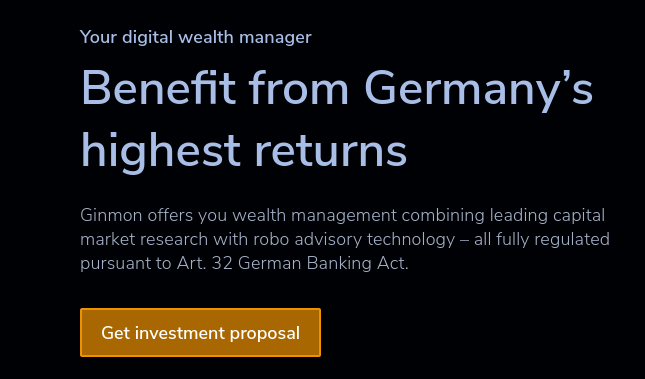 Your digital wealth manager
Benefit from Germany’s
highest returns
Ginmon offers you wealth management combining leading capital
market research with robo advisory technology – all fully regulated
pursuant to Art. 32 German Banking Act.
Get investment proposal